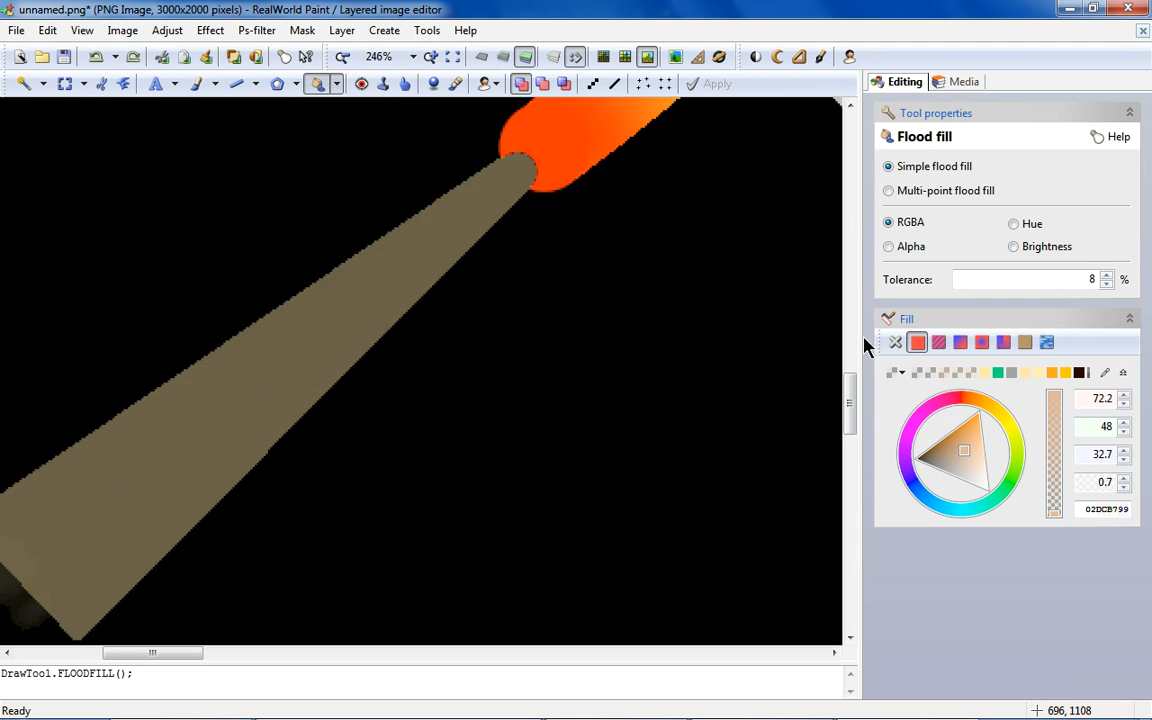 unnamed.png* (PNG Image, 3000x2000 pixels) - RealWorld Paint / Layered image editor
File Edit View Image Adjust Effect Ps-filter Mask Layer Create Tools Help
246%
Apply
Editing Media
Tool properties
Flood fill Help
Simple flood fill
Multi-point flood fill
RGBA Hue
Alpha Brightness
Tolerance: 8 %
Fill
72.2
48
32.7
0.7
02DCB799
DrawTool.FLOODFILL();
Ready 696, 1108